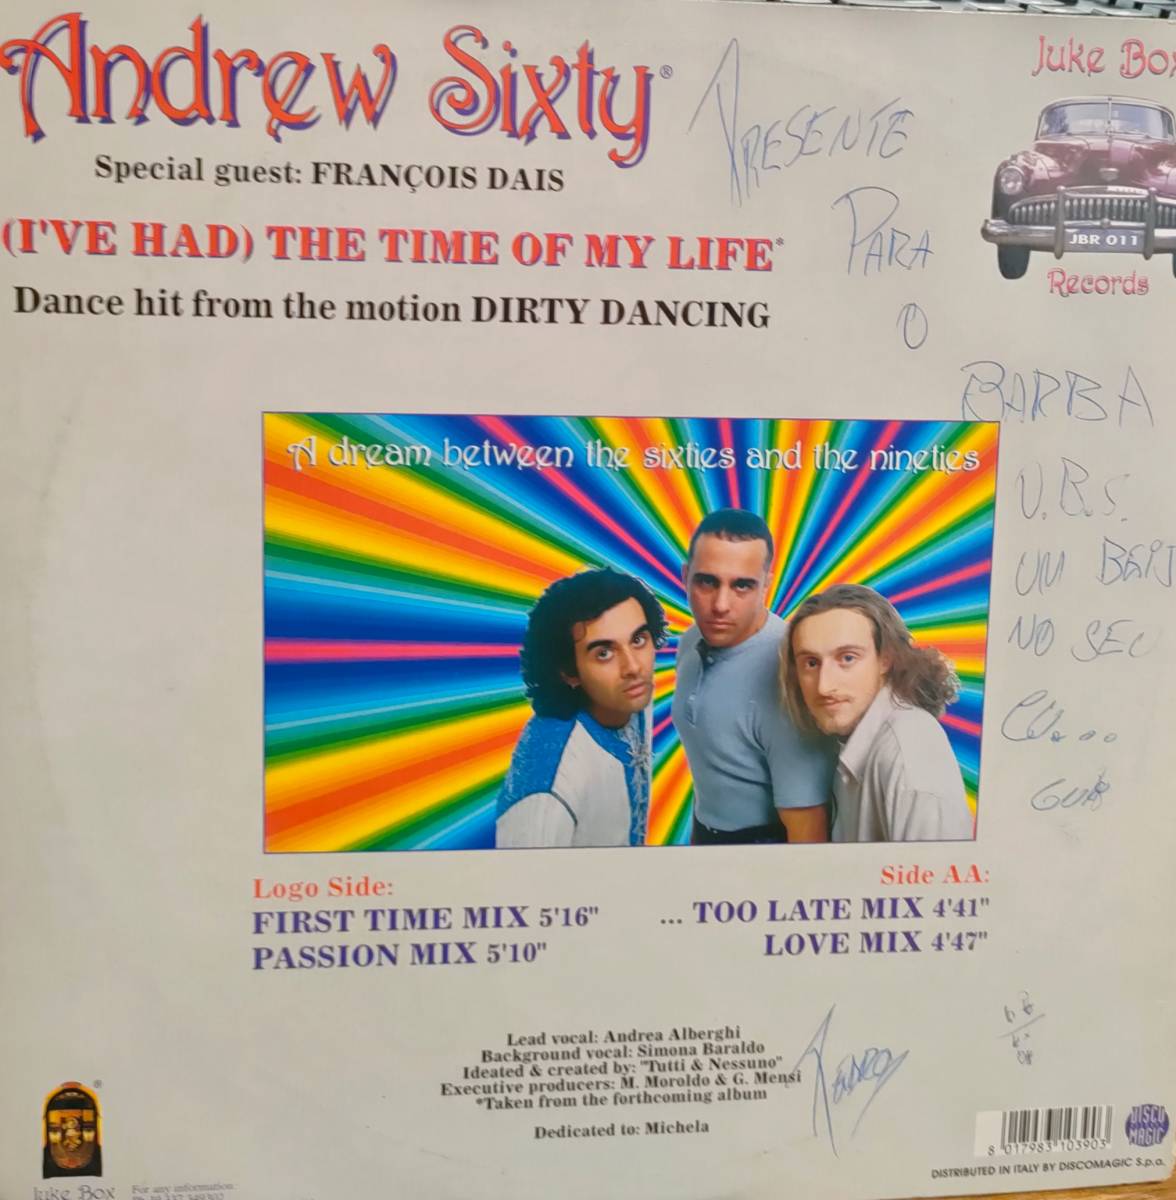 Andrew Sixty®
Special guest: FRANÇOIS DAIS
(I'VE HAD) THE TIME OF MY LIFE*
Dance hit from the motion DIRTY DANCING
Juke Box
JBR 011
Records
PRESENTE
PARA
O
BARBA
U.B.S.
UM BEIJ
NO SEU
CU...
A dream between the sixties and the nineties
Logo Side:
FIRST TIME MIX 5'16"
PASSION MIX 5'10"
Side AA:
... TOO LATE MIX 4'41"
LOVE MIX 4'47"
Lead vocal: Andrea Alberghi
Background vocal: Simona Baraldo
Ideated & created by: "Tutti & Nessuno"
Executive producers: M. Moroldo & G. Mensi
*Taken from the forthcoming album
Dedicated to: Michela
®
Juke Box
For any information:
8 017983 103903
DISCO
MAGIC
DISTRIBUTED IN ITALY BY DISCOMAGIC S.p.a.